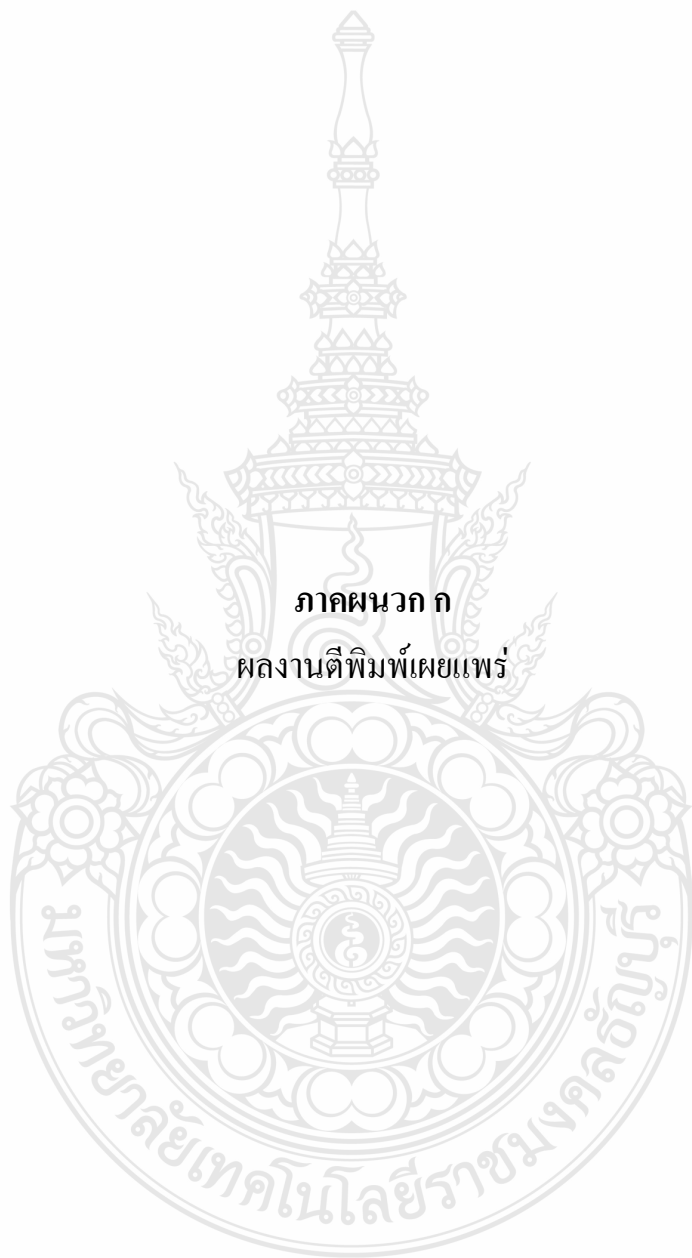 ภาคผนวก ก
ผลงานตีพิมพ์เผยแพร่
มหาวิทยาลัยเทคโนโลยีราชมงคลธัญบุรี